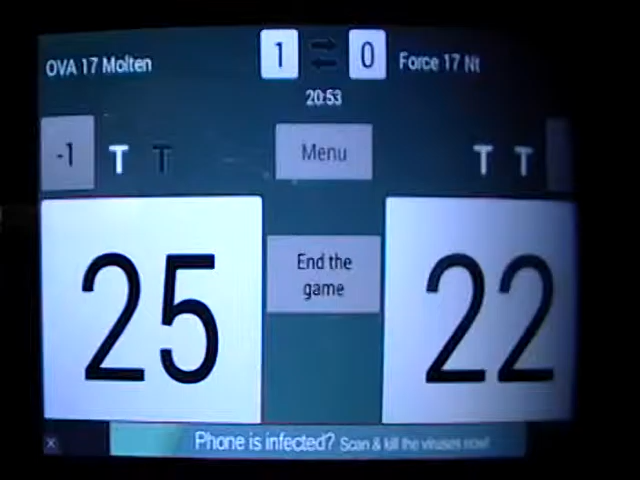 OVA 17 Molten
1
0
Force 17 Nt
20:53
-1
T T
Menu
T T
25
End the
game
22
x
Phone is infected? Scan & kill the viruses now!